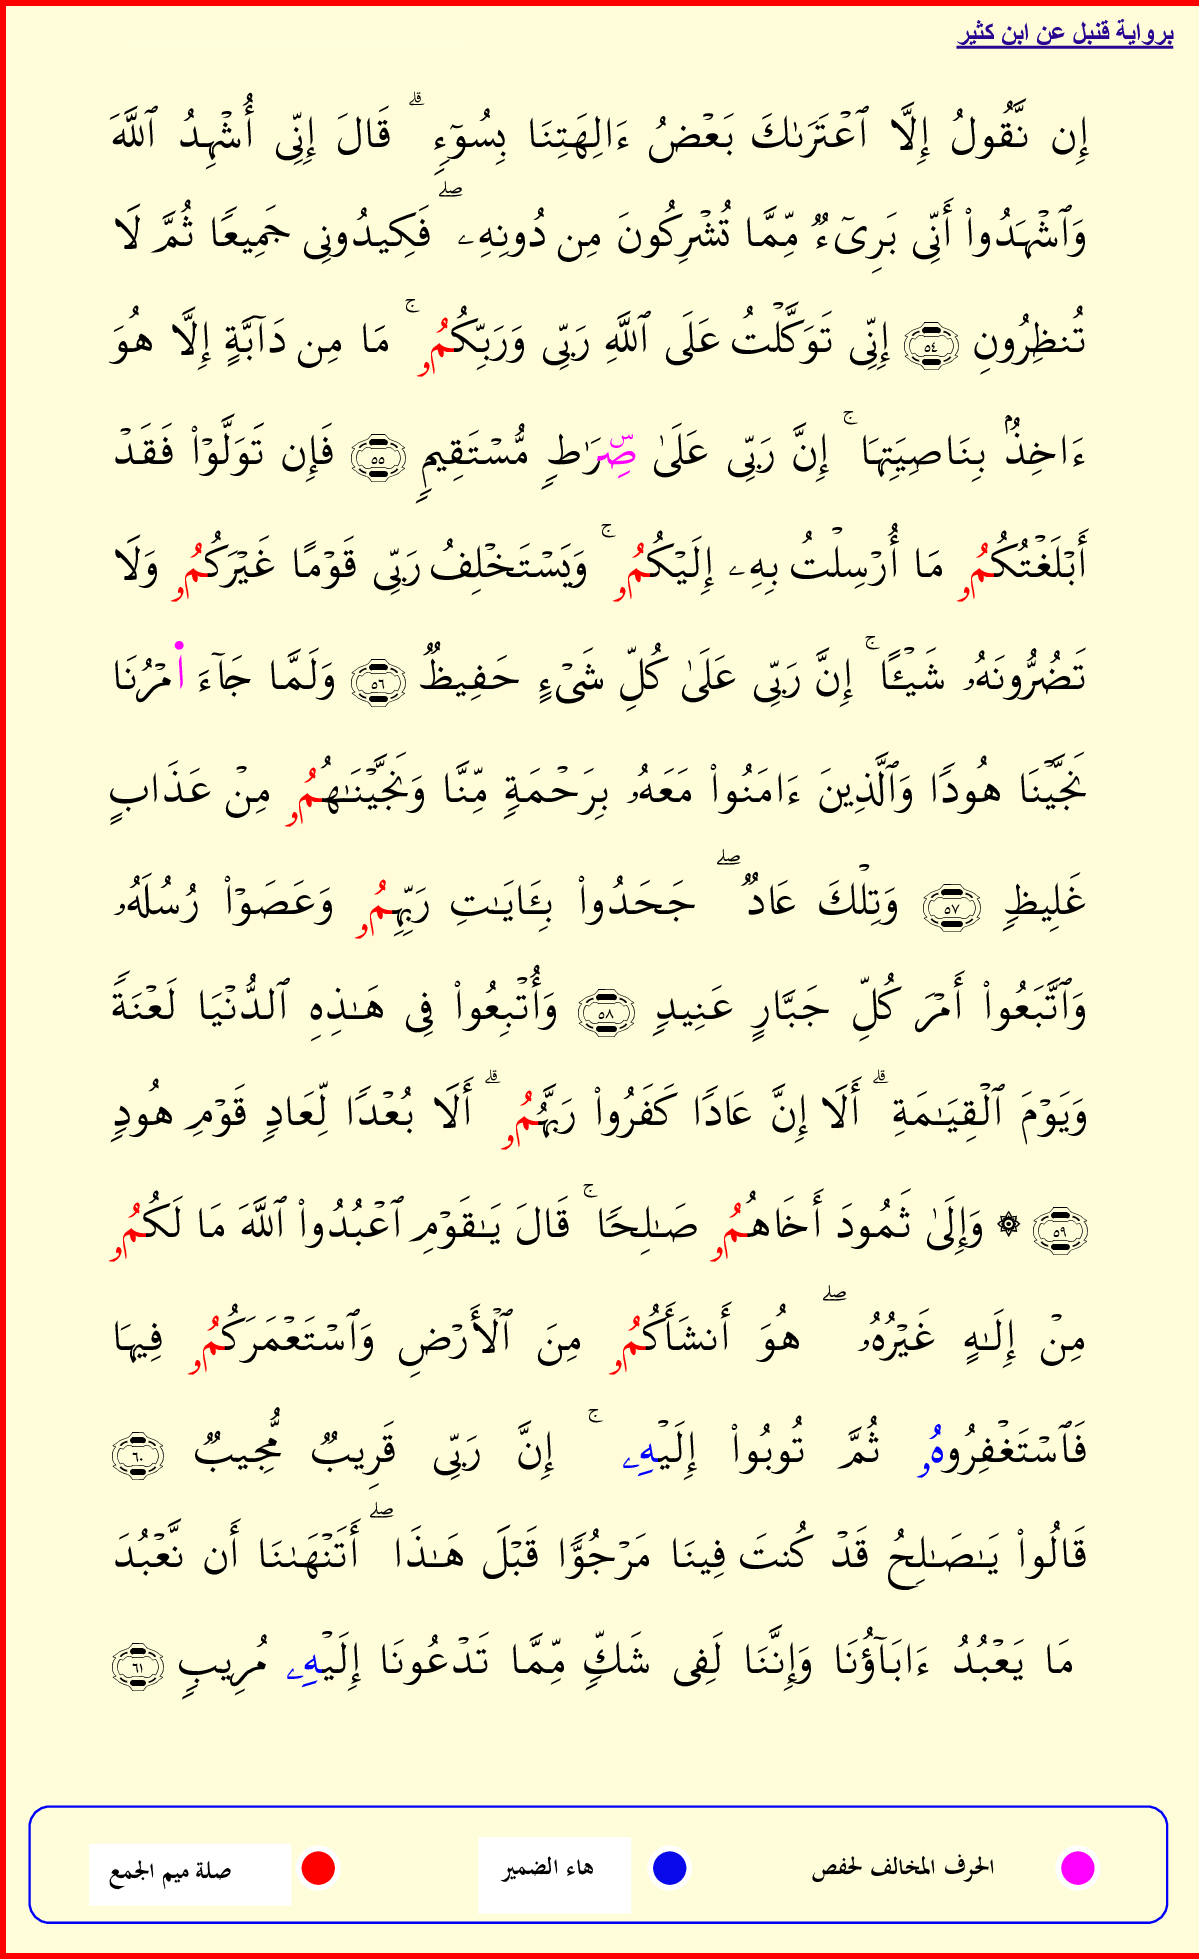 برواية قنبل عن ابن كثير
إِن نَّقُولُ إِلَّا ٱعْتَرَىٰكَ بَعْضُ ءَالِهَتِنَا بِسُوٓءٍ ۗ قَالَ إِنِّى أُشْهِدُ ٱللَّهَ
وَٱشْهَدُوا۟ أَنِّى بَرِىٓءٌ مِّمَّا تُشْرِكُونَ مِن دُونِهِۦ ۖ فَكِيدُونِى جَمِيعًا ثُمَّ لَا
تُنظِرُونِ ٥٤ إِنِّى تَوَكَّلْتُ عَلَى ٱللَّهِ رَبِّى وَرَبِّكُمُۥ ۚ مَا مِن دَآبَّةٍ إِلَّا هُوَ
ءَاخِذٌۢ بِنَاصِيَتِهَا ۚ إِنَّ رَبِّى عَلَىٰ صِّرَٰطٍ مُّسْتَقِيمٍ ٥٥ فَإِن تَوَلَّوْا۟ فَقَدْ
أَبْلَغْتُكُمُۥ مَا أُرْسِلْتُ بِهِۦ إِلَيْكُمُۥ ۚ وَيَسْتَخْلِفُ رَبِّى قَوْمًا غَيْرَكُمُۥ وَلَا
تَضُرُّونَهُۥ شَيْـًٔا ۚ إِنَّ رَبِّى عَلَىٰ كُلِّ شَىْءٍ حَفِيظٌ ٥٦ وَلَمَّا جَآءَ ا۬مْرُنَا
نَجَّيْنَا هُودًا وَٱلَّذِينَ ءَامَنُوا۟ مَعَهُۥ بِرَحْمَةٍ مِّنَّا وَنَجَّيْنَـٰهُمُۥ مِنْ عَذَابٍ
غَلِيظٍ ٥٧ وَتِلْكَ عَادٌ ۖ جَحَدُوا۟ بِـَٔايَـٰتِ رَبِّهِمُۥ وَعَصَوْا۟ رُسُلَهُۥ
وَٱتَّبَعُوا۟ أَمْرَ كُلِّ جَبَّارٍ عَنِيدٍ ٥٨ وَأُتْبِعُوا۟ فِى هَـٰذِهِ ٱلدُّنْيَا لَعْنَةً
وَيَوْمَ ٱلْقِيَـٰمَةِ ۗ أَلَا إِنَّ عَادًا كَفَرُوا۟ رَبَّهُمُۥ ۗ أَلَا بُعْدًا لِّعَادٍ قَوْمِ هُودٍ
٥٩ ۞ وَإِلَىٰ ثَمُودَ أَخَاهُمُۥ صَـٰلِحًا ۚ قَالَ يَـٰقَوْمِ ٱعْبُدُوا۟ ٱللَّهَ مَا لَكُمُۥ
مِنْ إِلَـٰهٍ غَيْرُهُۥ ۖ هُوَ أَنشَأَكُمُۥ مِنَ ٱلْأَرْضِ وَٱسْتَعْمَرَكُمُۥ فِيهَا
فَٱسْتَغْفِرُوهُۥ ثُمَّ تُوبُوا۟ إِلَيْهِۦ ۚ إِنَّ رَبِّى قَرِيبٌ مُّجِيبٌ ٦٠
قَالُوا۟ يَـٰصَـٰلِحُ قَدْ كُنتَ فِينَا مَرْجُوًّا قَبْلَ هَـٰذَا ۖ أَتَنْهَىٰنَا أَن نَّعْبُدَ
مَا يَعْبُدُ ءَابَآؤُنَا وَإِنَّنَا لَفِى شَكٍّ مِّمَّا تَدْعُونَا إِلَيْهِۦ مُرِيبٍ ٦١
الحرف المخالف لحفص هاء الضمير صلة ميم الجمع